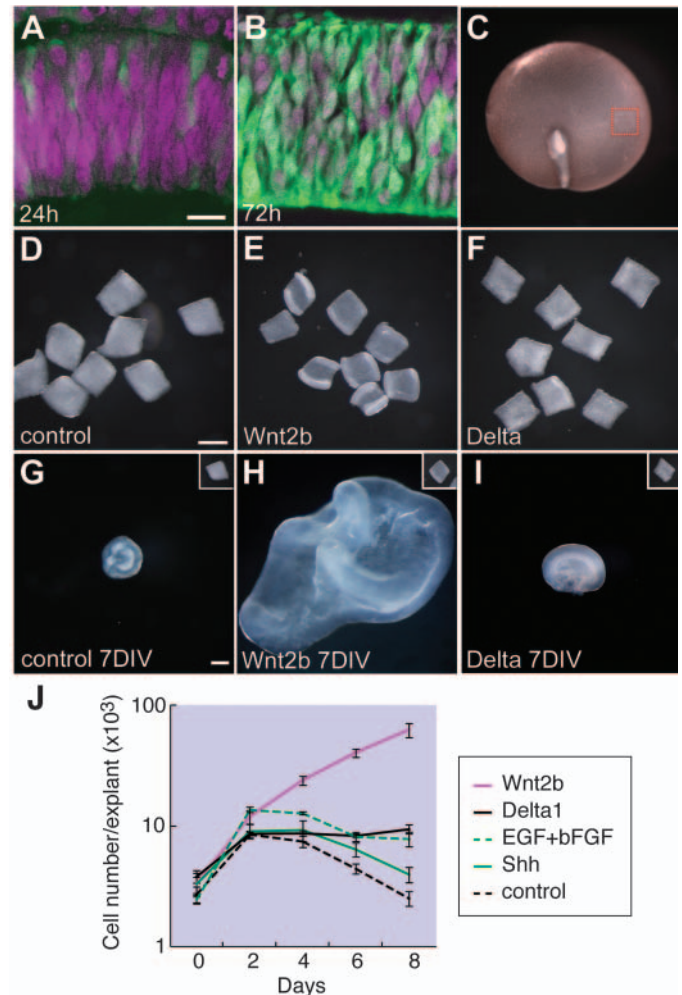 A
B
C
24h
72h
D
E
F
control
Wnt2b
Delta
G
H
I
control 7DIV
Wnt2b 7DIV
Delta 7DIV
J
Cell number/explant (x10³)
100
10
1
0 2 4 6 8
Days
Wnt2b
Delta1
EGF+bFGF
Shh
control